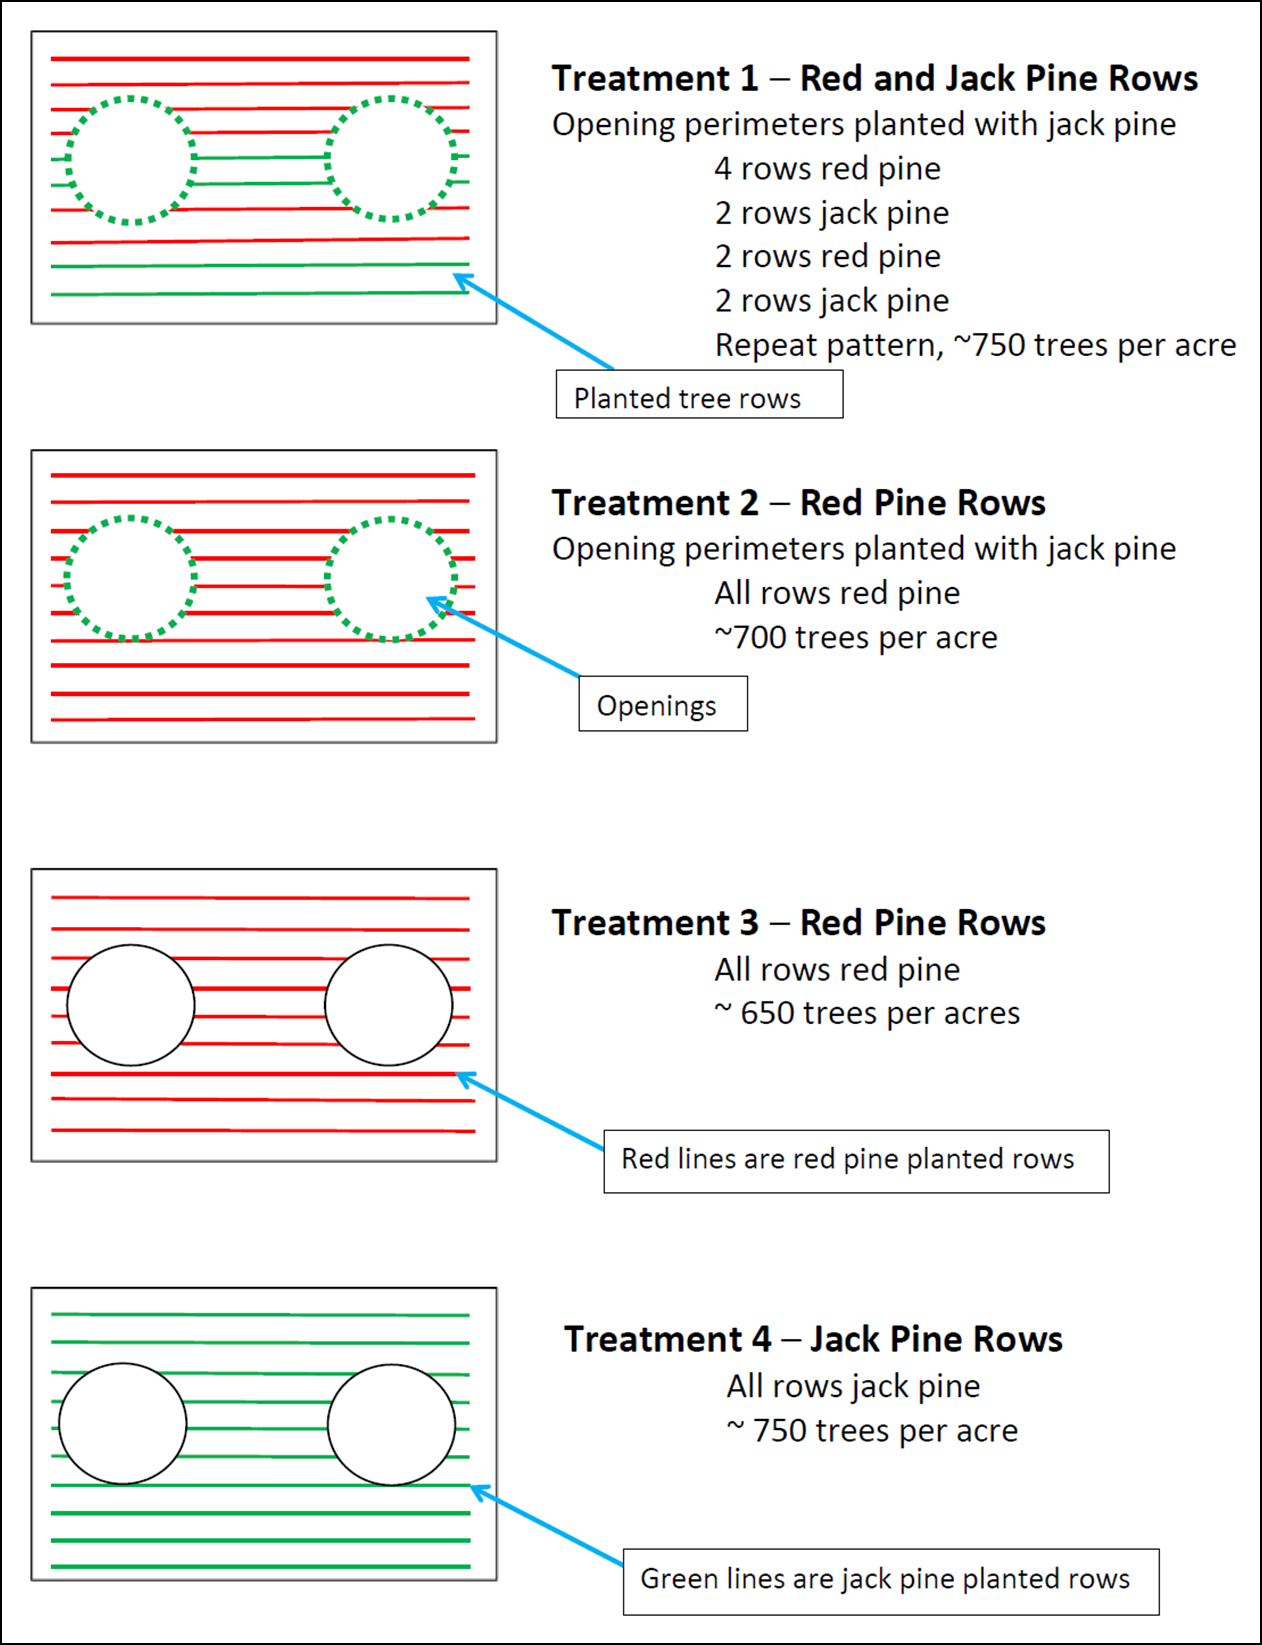 Treatment 1 – Red and Jack Pine Rows
Opening perimeters planted with jack pine
4 rows red pine
2 rows jack pine
2 rows red pine
2 rows jack pine
Repeat pattern, ~750 trees per acre
Planted tree rows
Treatment 2 – Red Pine Rows
Opening perimeters planted with jack pine
All rows red pine
~700 trees per acre
Openings
Treatment 3 – Red Pine Rows
All rows red pine
~ 650 trees per acres
Red lines are red pine planted rows
Treatment 4 – Jack Pine Rows
All rows jack pine
~ 750 trees per acre
Green lines are jack pine planted rows